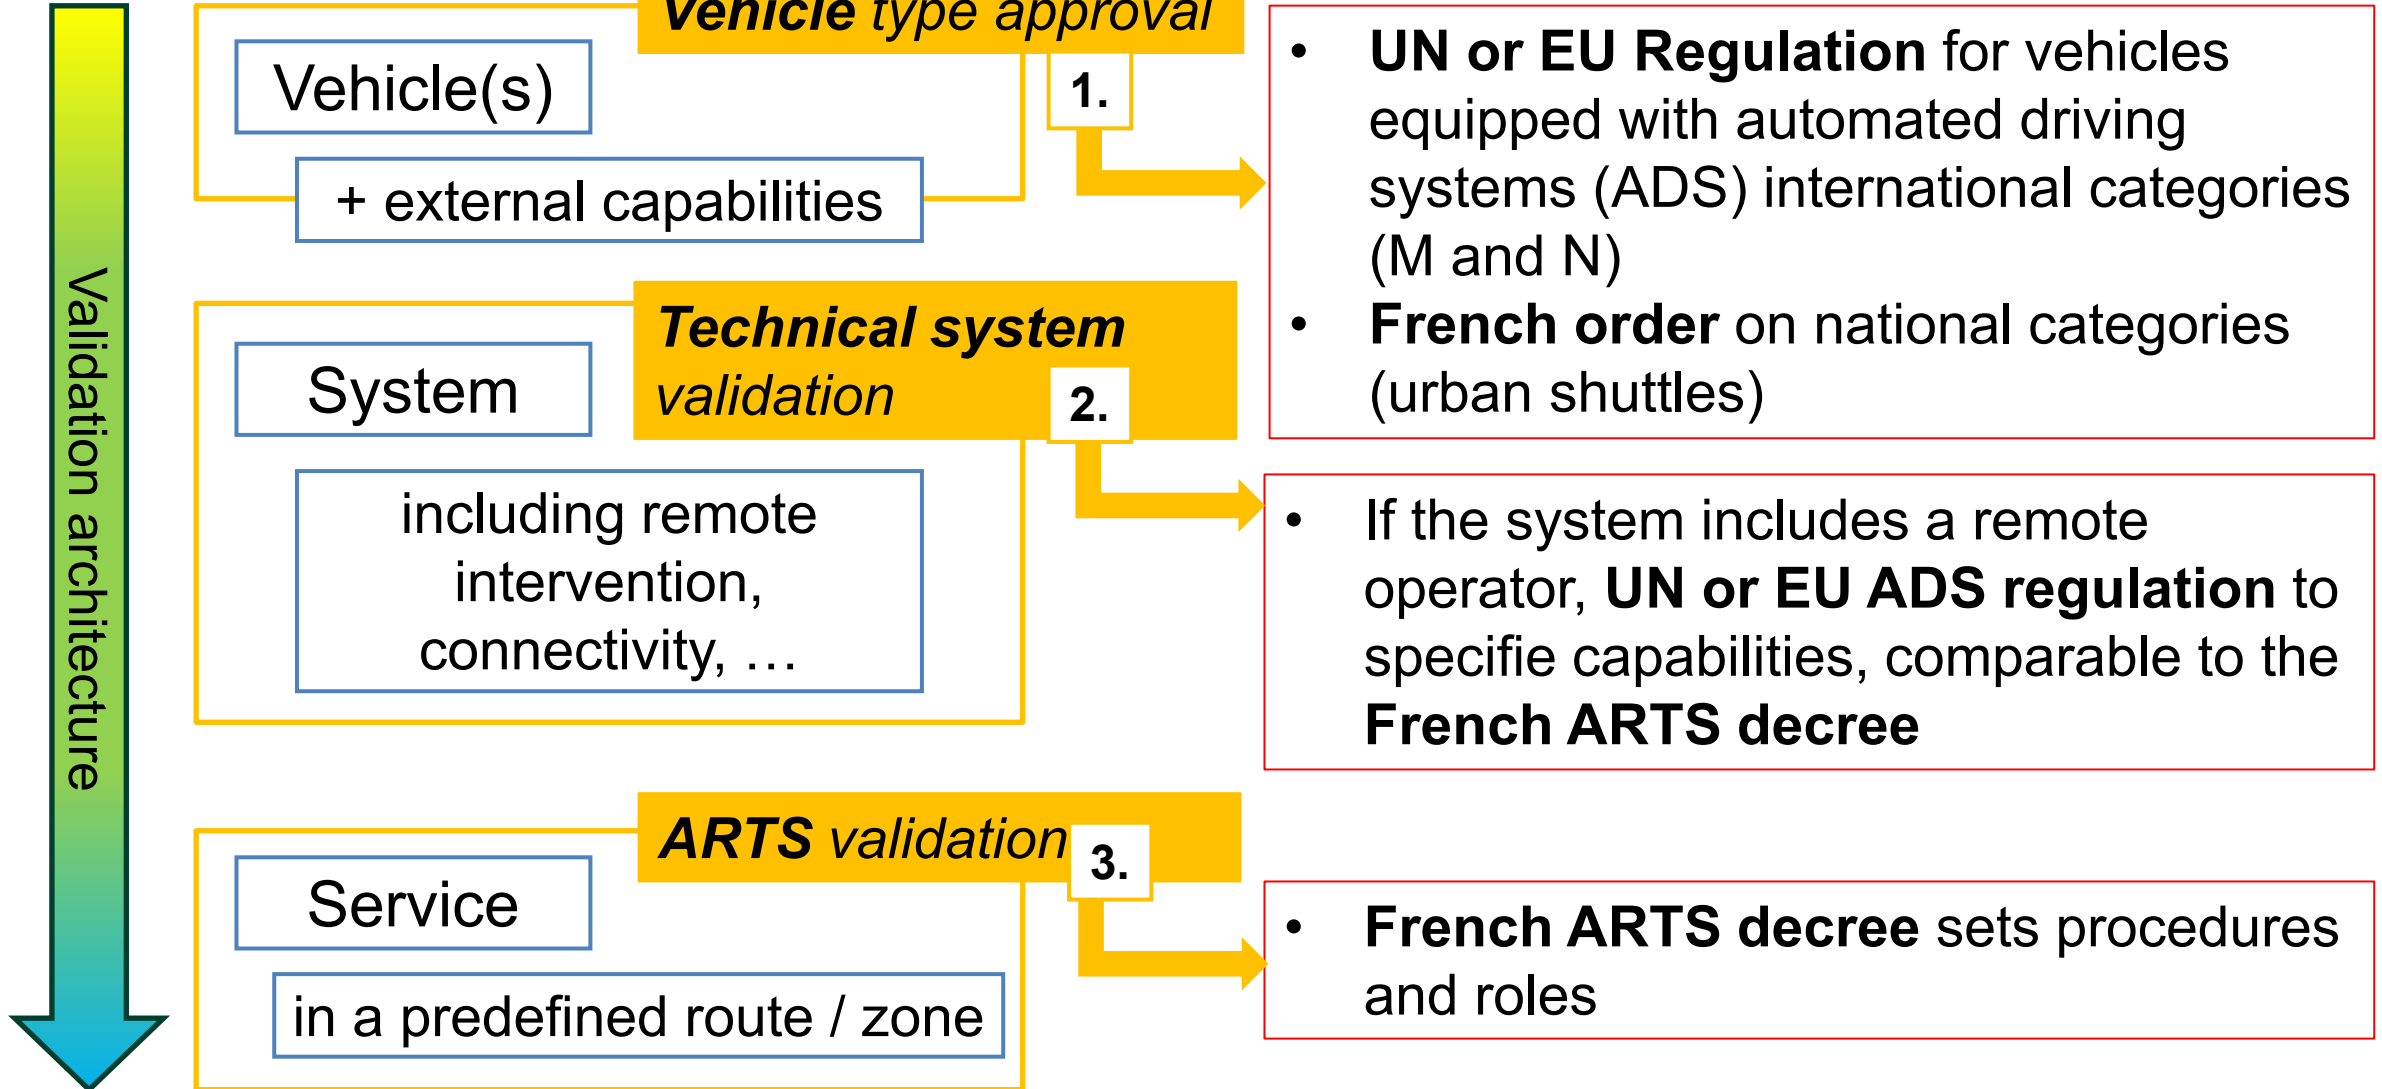 Validation architecture
Vehicle type approval
Vehicle(s)
+ external capabilities
1.
• UN or EU Regulation for vehicles
equipped with automated driving
systems (ADS) international categories
(M and N)
• French order on national categories
(urban shuttles)
Technical system
validation
System
including remote
intervention,
connectivity, …
2.
• If the system includes a remote
operator, UN or EU ADS regulation to
specifie capabilities, comparable to the
French ARTS decree
ARTS validation
Service
in a predefined route / zone
3.
• French ARTS decree sets procedures
and roles